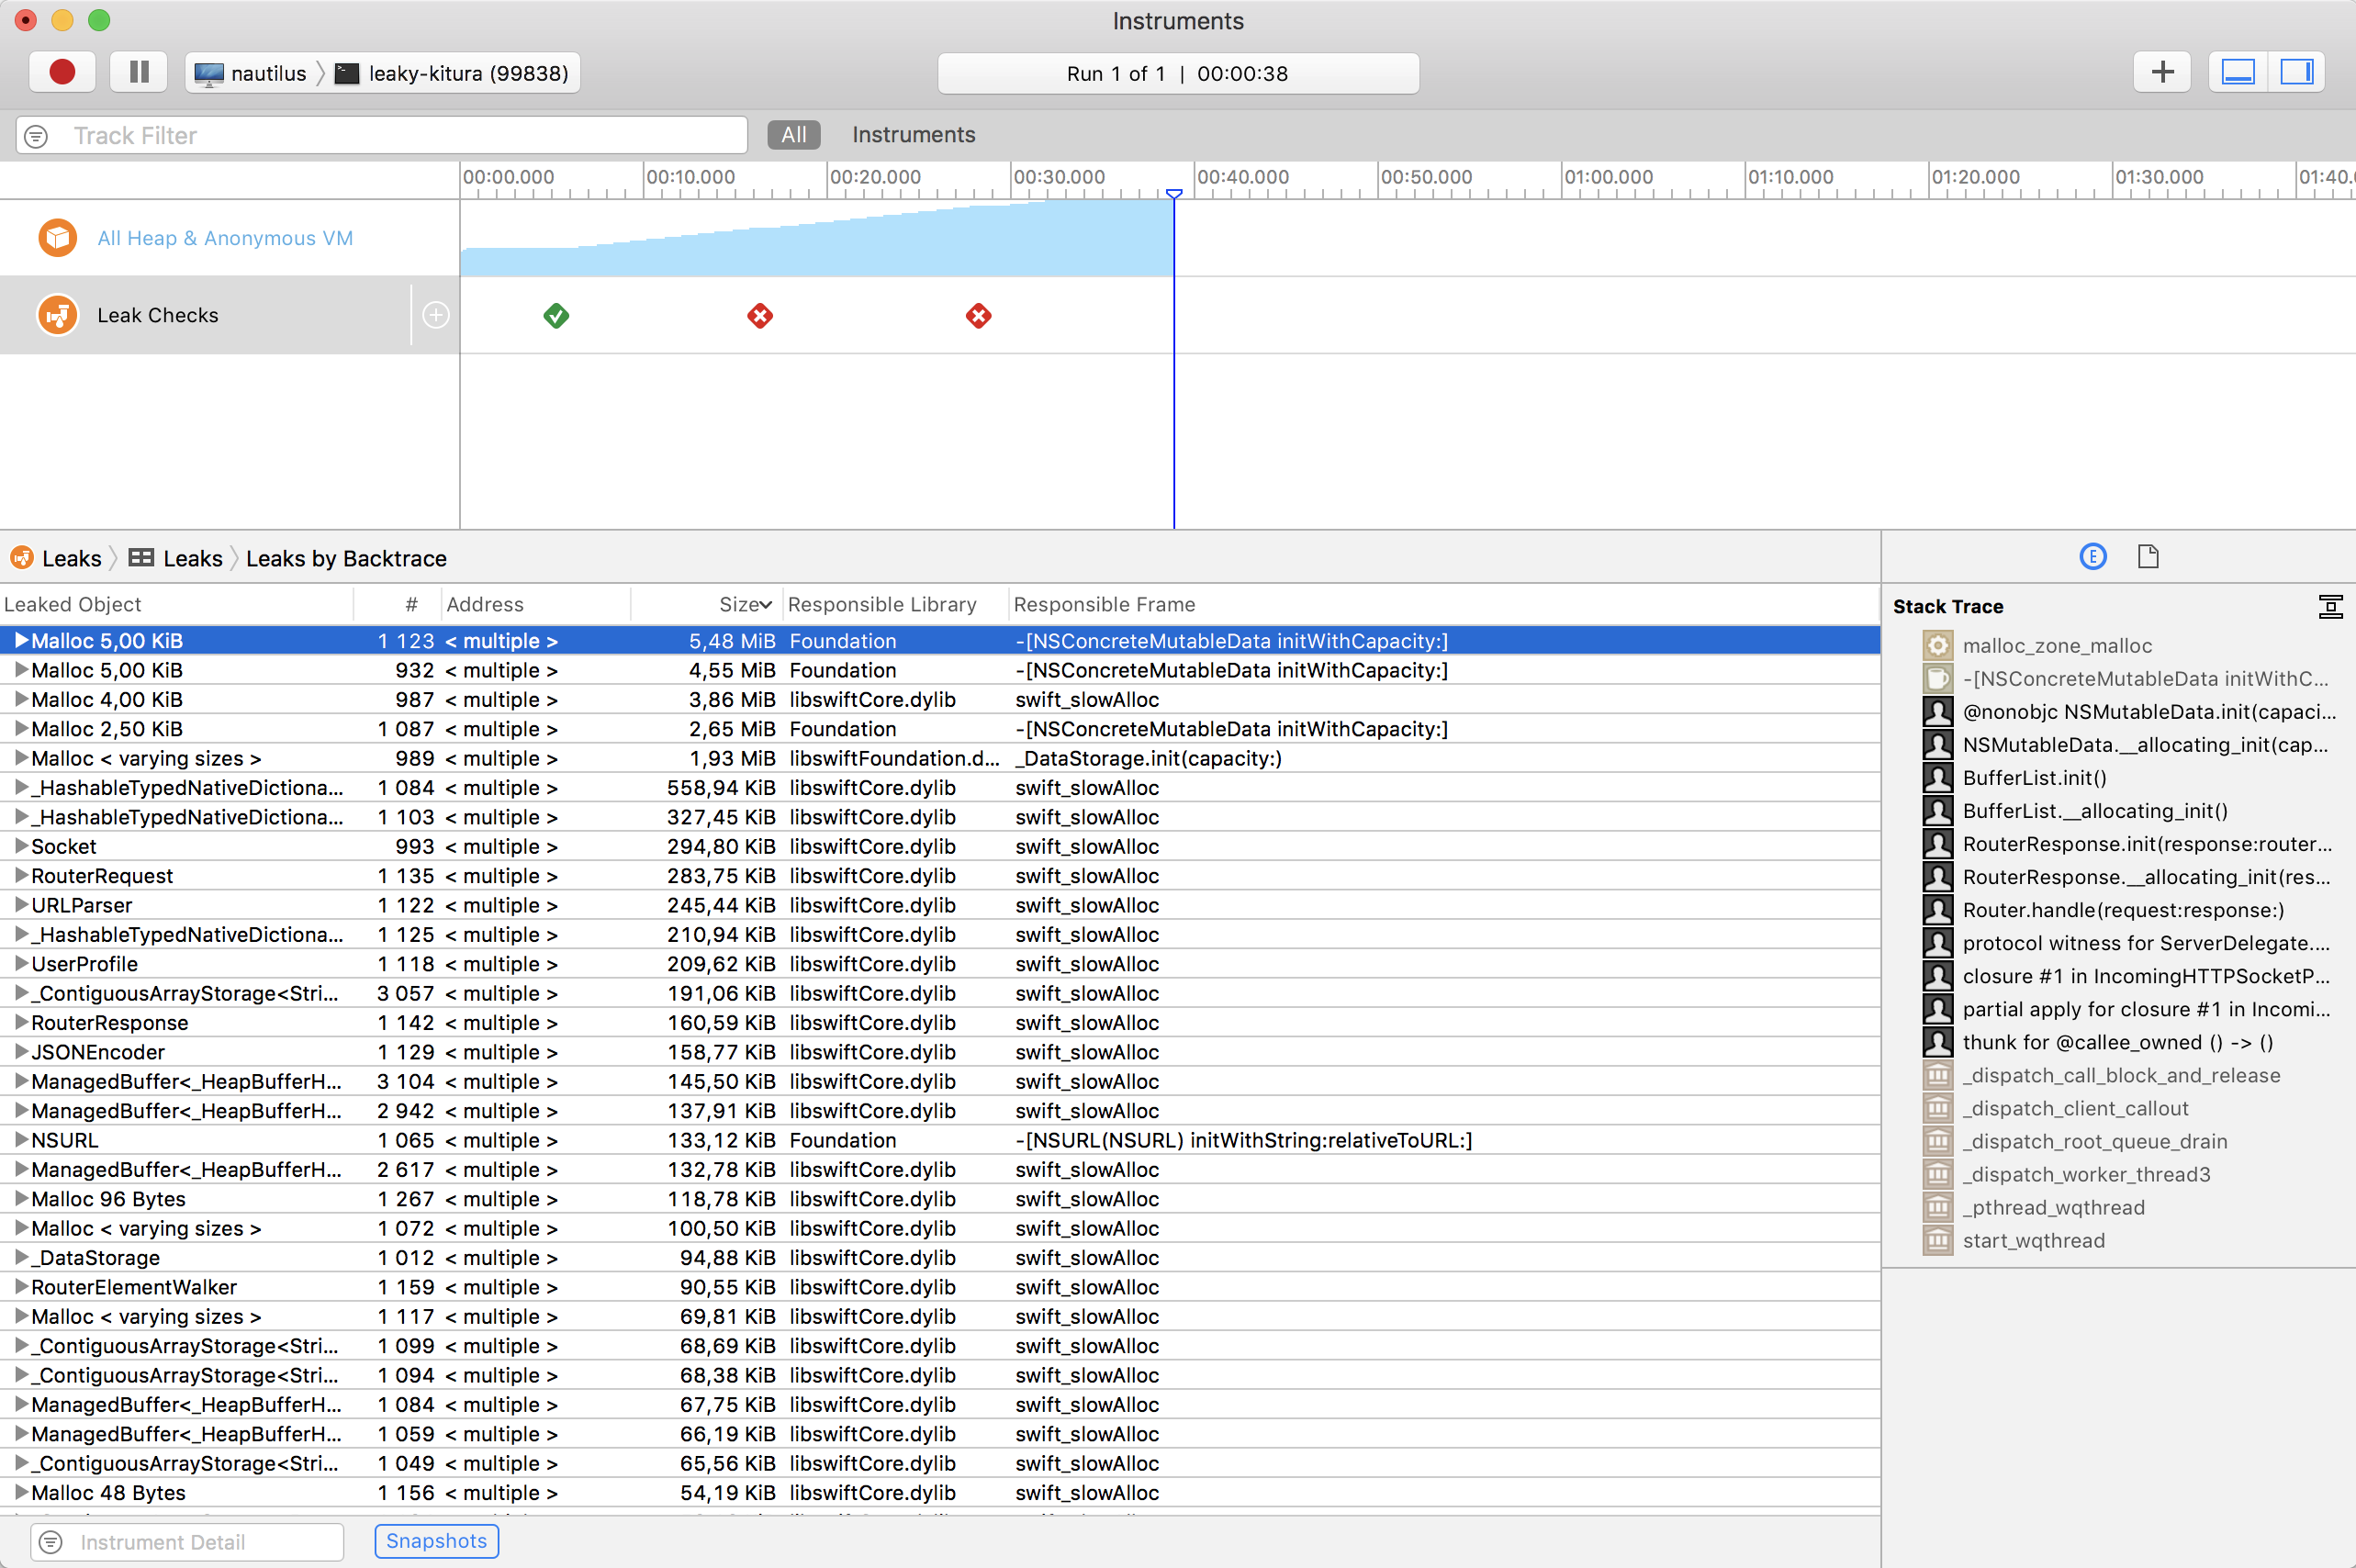 Instruments
nautilus leaky-kitura (99838) Run 1 of 1 | 00:00:38
Track Filter All Instruments
00:00.000 00:10.000 00:20.000 00:30.000 00:40.000 00:50.000 01:00.000 01:10.000 01:20.000 01:30.000 01:40.
All Heap & Anonymous VM
Leak Checks
Leaks Leaks Leaks by Backtrace
Leaked Object # Address Size Responsible Library Responsible Frame
Malloc 5,00 KiB 1 123 < multiple > 5,48 MiB Foundation -[NSConcreteMutableData initWithCapacity:]
Malloc 5,00 KiB 932 < multiple > 4,55 MiB Foundation -[NSConcreteMutableData initWithCapacity:]
Malloc 4,00 KiB 987 < multiple > 3,86 MiB libswiftCore.dylib swift_slowAlloc
Malloc 2,50 KiB 1 087 < multiple > 2,65 MiB Foundation -[NSConcreteMutableData initWithCapacity:]
Malloc < varying sizes > 989 < multiple > 1,93 MiB libswiftFoundation.d... _DataStorage.init(capacity:)
_HashableTypedNativeDictiona... 1 084 < multiple > 558,94 KiB libswiftCore.dylib swift_slowAlloc
_HashableTypedNativeDictiona... 1 103 < multiple > 327,45 KiB libswiftCore.dylib swift_slowAlloc
Socket 993 < multiple > 294,80 KiB libswiftCore.dylib swift_slowAlloc
RouterRequest 1 135 < multiple > 283,75 KiB libswiftCore.dylib swift_slowAlloc
URLParser 1 122 < multiple > 245,44 KiB libswiftCore.dylib swift_slowAlloc
_HashableTypedNativeDictiona... 1 125 < multiple > 210,94 KiB libswiftCore.dylib swift_slowAlloc
UserProfile 1 118 < multiple > 209,62 KiB libswiftCore.dylib swift_slowAlloc
_ContiguousArrayStorage<Stri... 3 057 < multiple > 191,06 KiB libswiftCore.dylib swift_slowAlloc
RouterResponse 1 142 < multiple > 160,59 KiB libswiftCore.dylib swift_slowAlloc
JSONEncoder 1 129 < multiple > 158,77 KiB libswiftCore.dylib swift_slowAlloc
ManagedBuffer<_HeapBufferH... 3 104 < multiple > 145,50 KiB libswiftCore.dylib swift_slowAlloc
ManagedBuffer<_HeapBufferH... 2 942 < multiple > 137,91 KiB libswiftCore.dylib swift_slowAlloc
NSURL 1 065 < multiple > 133,12 KiB Foundation -[NSURL(NSURL) initWithString:relativeToURL:]
ManagedBuffer<_HeapBufferH... 2 617 < multiple > 132,78 KiB libswiftCore.dylib swift_slowAlloc
Malloc 96 Bytes 1 267 < multiple > 118,78 KiB libswiftCore.dylib swift_slowAlloc
Malloc < varying sizes > 1 072 < multiple > 100,50 KiB libswiftCore.dylib swift_slowAlloc
_DataStorage 1 012 < multiple > 94,88 KiB libswiftCore.dylib swift_slowAlloc
RouterElementWalker 1 159 < multiple > 90,55 KiB libswiftCore.dylib swift_slowAlloc
Malloc < varying sizes > 1 117 < multiple > 69,81 KiB libswiftCore.dylib swift_slowAlloc
_ContiguousArrayStorage<Stri... 1 099 < multiple > 68,69 KiB libswiftCore.dylib swift_slowAlloc
_ContiguousArrayStorage<Stri... 1 094 < multiple > 68,38 KiB libswiftCore.dylib swift_slowAlloc
ManagedBuffer<_HeapBufferH... 1 084 < multiple > 67,75 KiB libswiftCore.dylib swift_slowAlloc
ManagedBuffer<_HeapBufferH... 1 059 < multiple > 66,19 KiB libswiftCore.dylib swift_slowAlloc
_ContiguousArrayStorage<Stri... 1 049 < multiple > 65,56 KiB libswiftCore.dylib swift_slowAlloc
Malloc 48 Bytes 1 156 < multiple > 54,19 KiB libswiftCore.dylib swift_slowAlloc
Instrument Detail Snapshots
E
Stack Trace
malloc_zone_malloc
-[NSConcreteMutableData initWithC...
@nonobjc NSMutableData.init(capaci...
NSMutableData.__allocating_init(cap...
BufferList.init()
BufferList.__allocating_init()
RouterResponse.init(response:router...
RouterResponse.__allocating_init(res...
Router.handle(request:response:)
protocol witness for ServerDelegate....
closure #1 in IncomingHTTPSocketP...
partial apply for closure #1 in Incomi...
thunk for @callee_owned () -> ()
_dispatch_call_block_and_release
_dispatch_client_callout
_dispatch_root_queue_drain
_dispatch_worker_thread3
_pthread_wqthread
start_wqthread